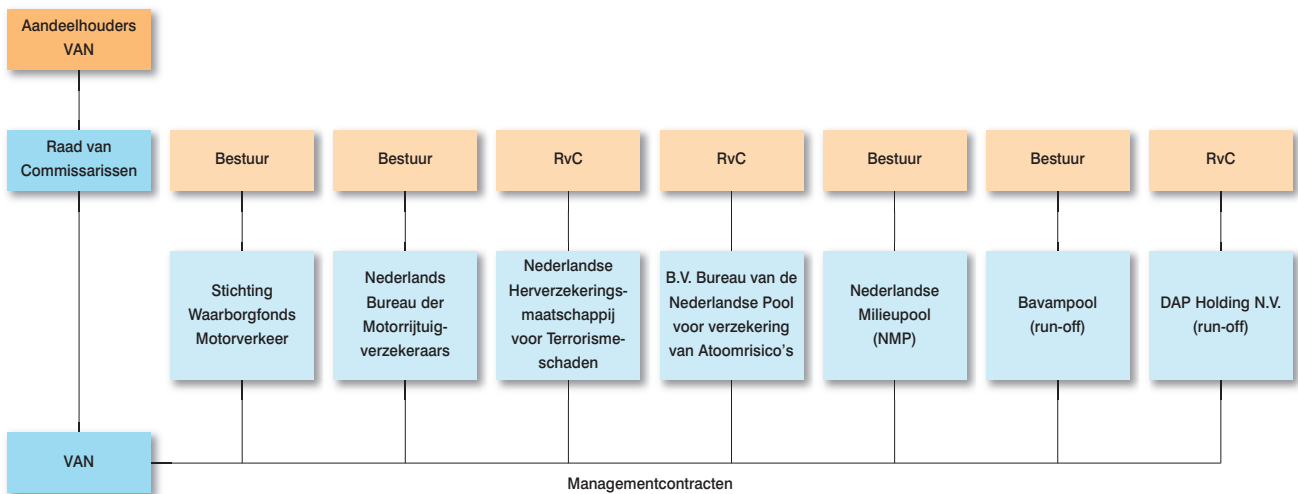 Aandeelhouders
VAN
Raad van
Commissarissen
Bestuur
Bestuur
RvC
RvC
Bestuur
Bestuur
RvC
Stichting
Waarborgfonds
Motorverkeer
Nederlands
Bureau der
Motorrijtuig-
verzekeraars
Nederlandse
Herverzekerings-
maatschappij
voor Terrorisme-
schaden
B.V. Bureau van de
Nederlandse Pool
voor verzekering
van Atoomrisico’s
Nederlandse
Milieupool
(NMP)
Bavampool
(run-off)
DAP Holding N.V.
(run-off)
VAN
Managementcontracten